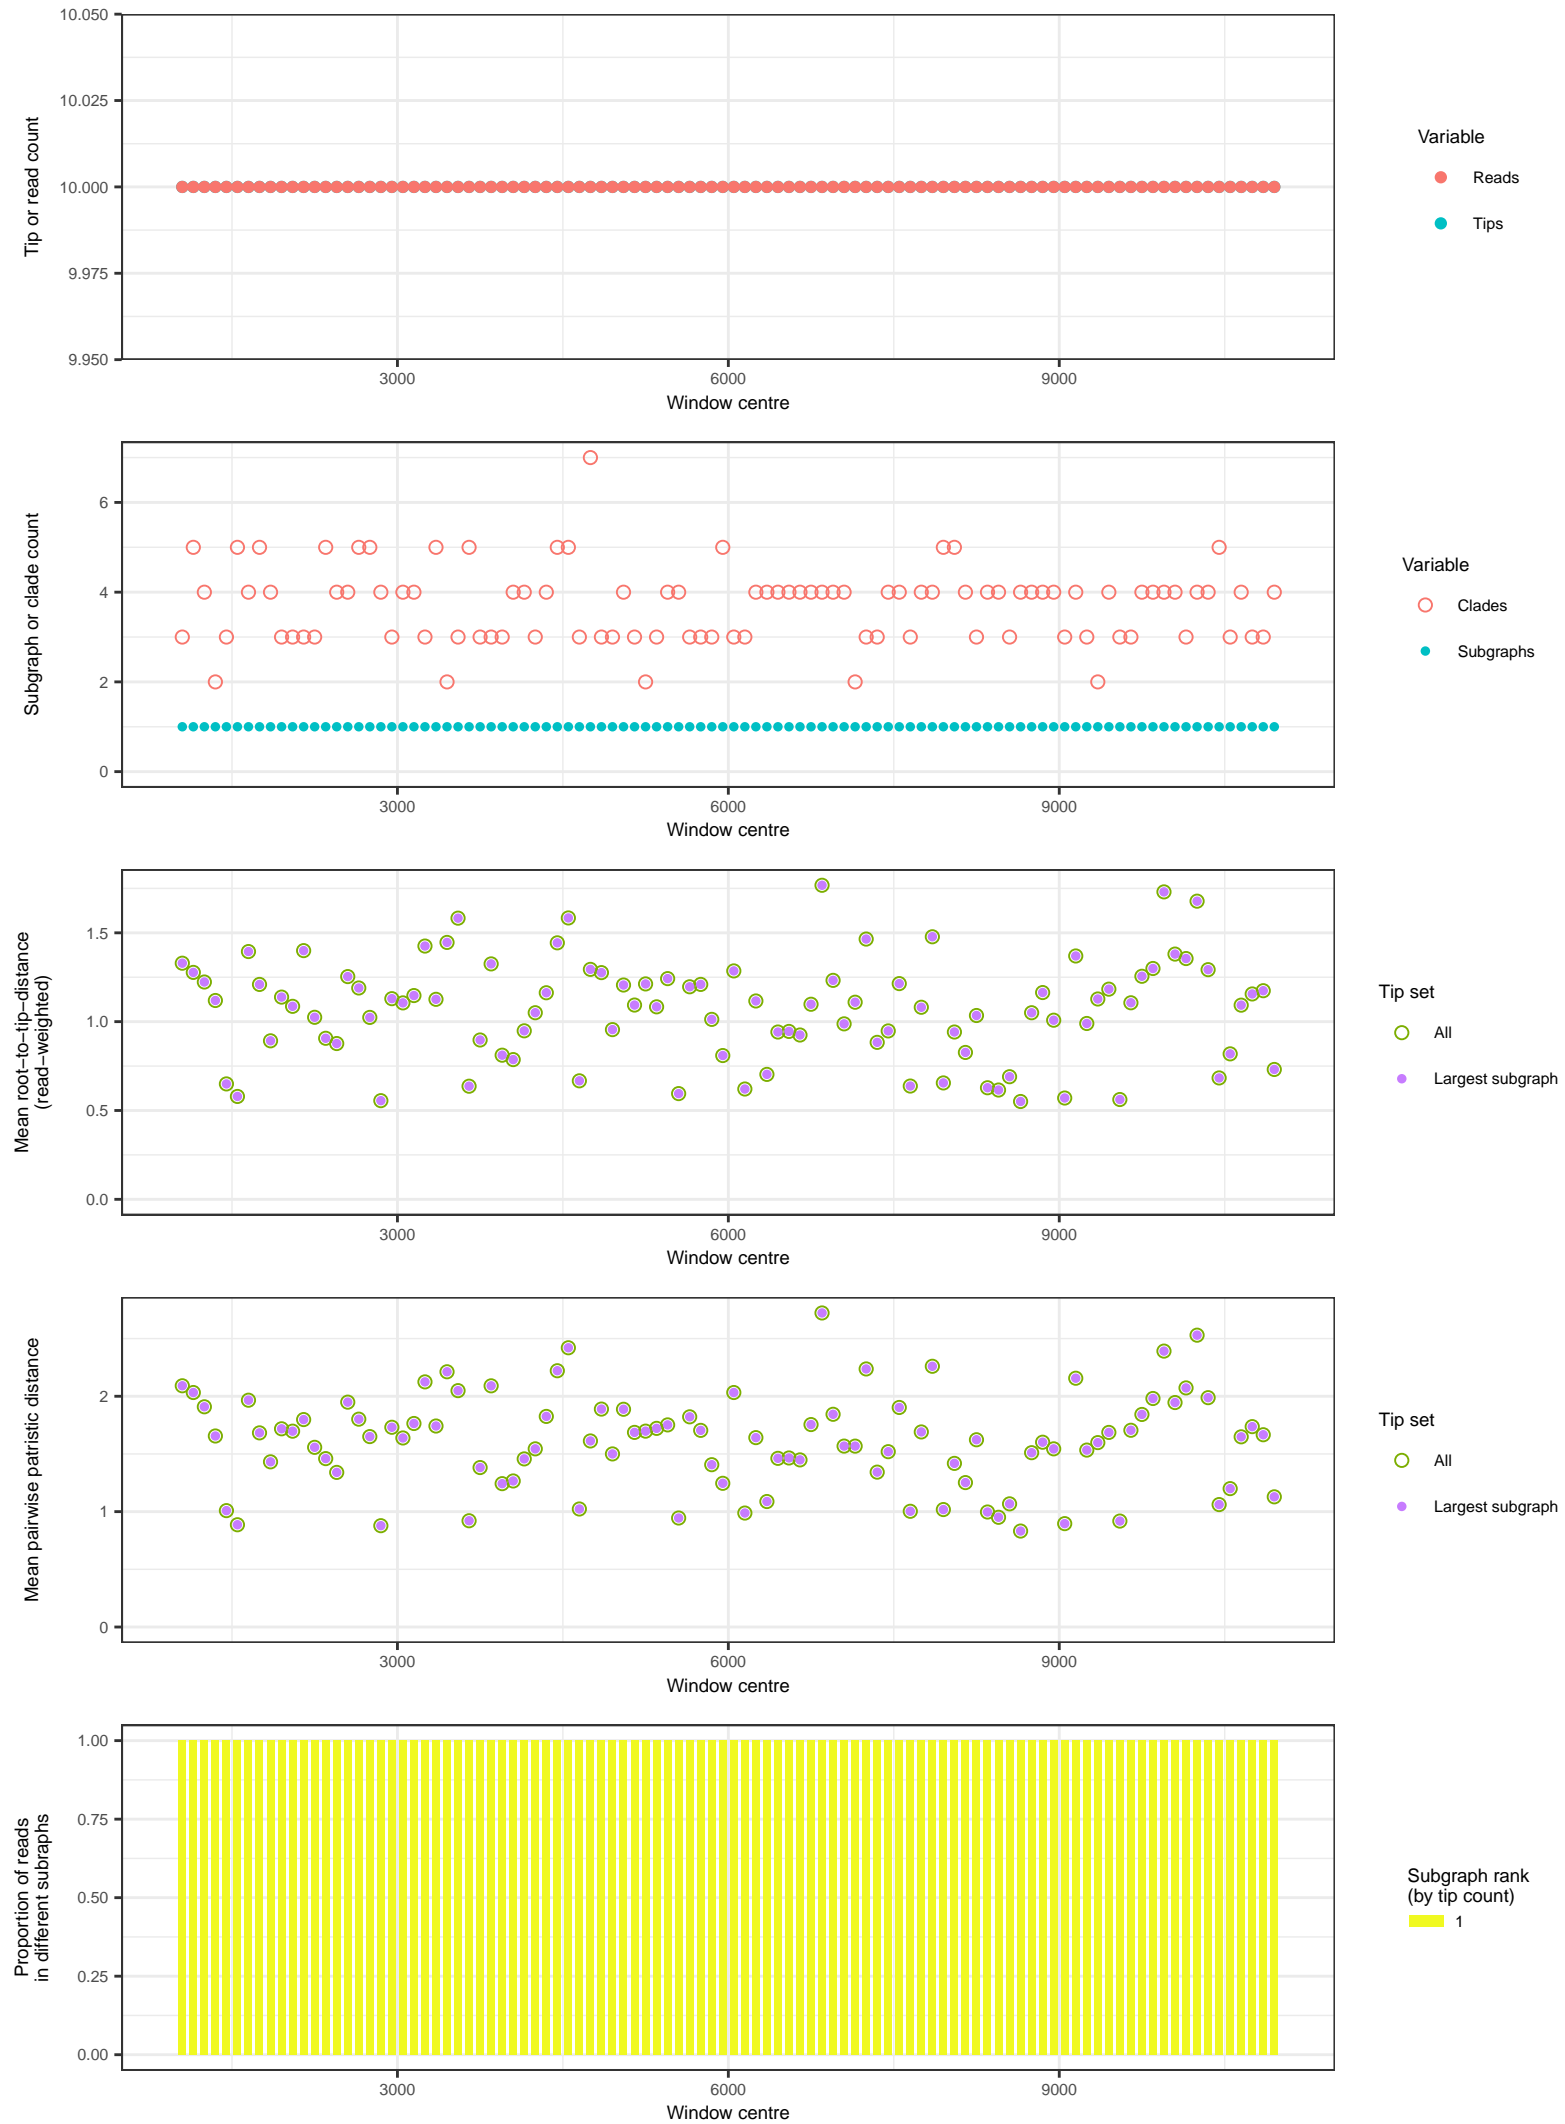 10.050
10.025
10.000
9.975
9.950
Tip or read count
3000
6000
9000
Window centre
Variable
Reads
Tips
6
4
2
0
Subgraph or clade count
3000
6000
9000
Window centre
Variable
Clades
Subgraphs
1.5
1.0
0.5
0.0
Mean root−to−tip−distance
(read−weighted)
3000
6000
9000
Window centre
Tip set
All
Largest subgraph
2
1
0
Mean pairwise patristic distance
3000
6000
9000
Window centre
Tip set
All
Largest subgraph
1.00
0.75
0.50
0.25
0.00
Proportion of reads
in different subraphs
3000
6000
9000
Window centre
Subgraph rank
(by tip count)
1